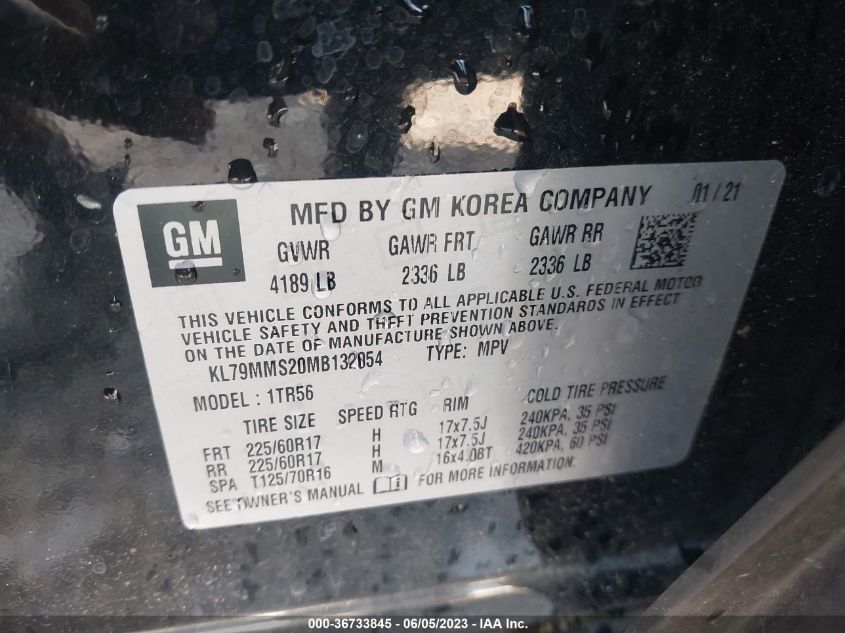 GM MFD BY GM KOREA COMPANY 01/21
GVWR GAWR FRT GAWR RR
4189 LB 2336 LB 2336 LB
THIS VEHICLE CONFORMS TO ALL APPLICABLE U.S. FEDERAL MOTOR
VEHICLE SAFETY AND THEFT PREVENTION STANDARDS IN EFFECT
ON THE DATE OF MANUFACTURE SHOWN ABOVE.
KL79MMS20MB132054 TYPE: MPV
MODEL: 1TR56
TIRE SIZE SPEED RTG RIM COLD TIRE PRESSURE
FRT 225/60R17 H 17x7.5J 240KPA, 35 PSI
RR 225/60R17 H 17x7.5J 240KPA, 35 PSI
SPA T125/70R16 M 16x4.0BT 420KPA, 60 PSI
SEE OWNER'S MANUAL FOR MORE INFORMATION.
000-36733845 - 06/05/2023 - IAA Inc.